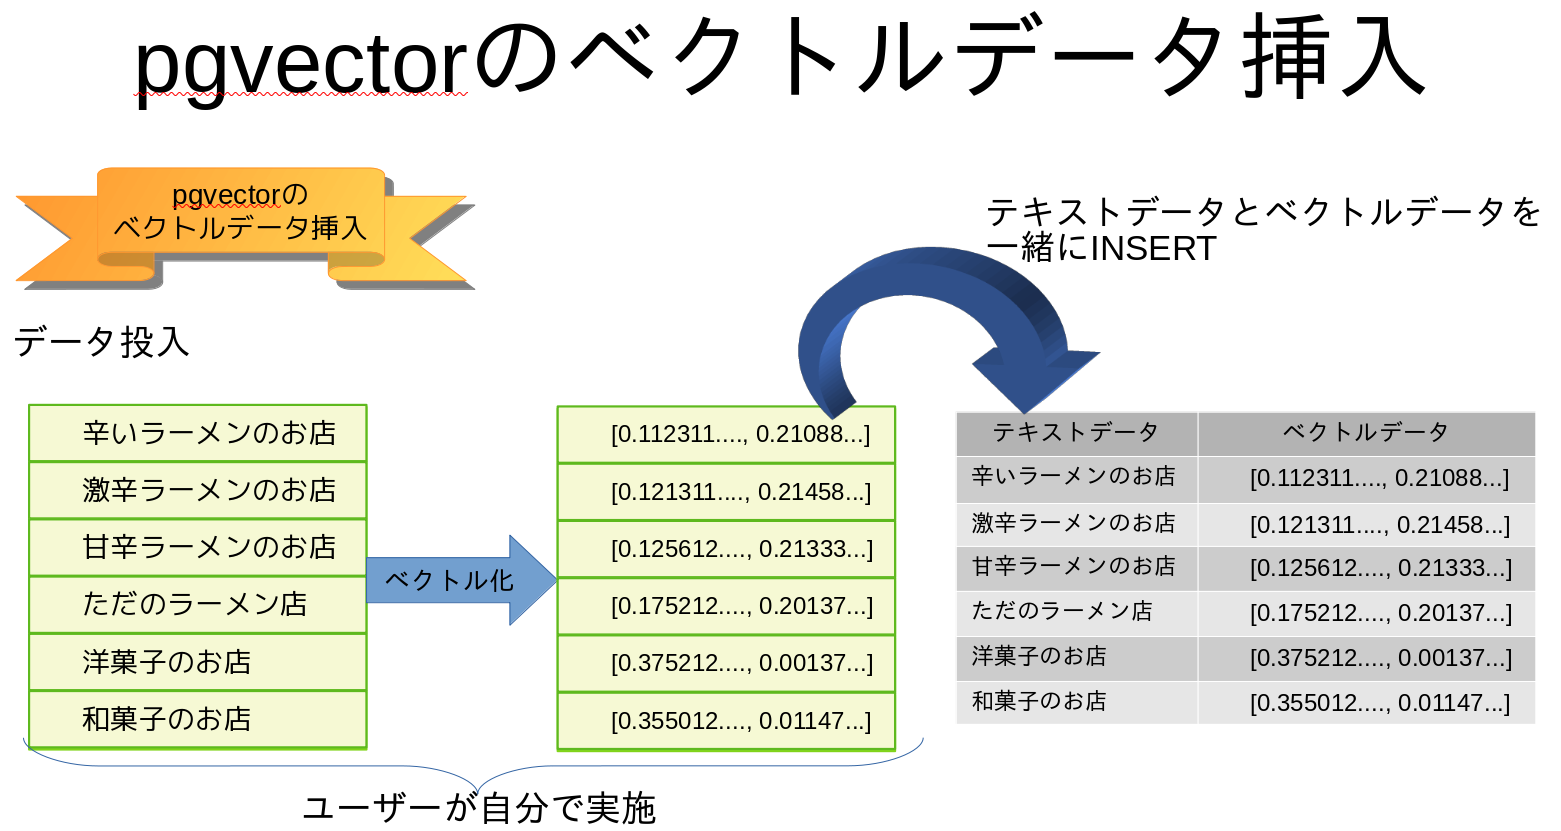 pgvectorのベクトルデータ挿入
pgvectorの
ベクトルデータ挿入
テキストデータとベクトルデータを
一緒にINSERT
データ投入
辛いラーメンのお店
激辛ラーメンのお店
甘辛ラーメンのお店
ただのラーメン店
洋菓子のお店
和菓子のお店
ベクトル化
[0.112311...., 0.21088...]
[0.121311...., 0.21458...]
[0.125612...., 0.21333...]
[0.175212...., 0.20137...]
[0.375212...., 0.00137...]
[0.355012...., 0.01147...]
テキストデータ ベクトルデータ
辛いラーメンのお店 [0.112311...., 0.21088...]
激辛ラーメンのお店 [0.121311...., 0.21458...]
甘辛ラーメンのお店 [0.125612...., 0.21333...]
ただのラーメン店 [0.175212...., 0.20137...]
洋菓子のお店 [0.375212...., 0.00137...]
和菓子のお店 [0.355012...., 0.01147...]
ユーザーが自分で実施